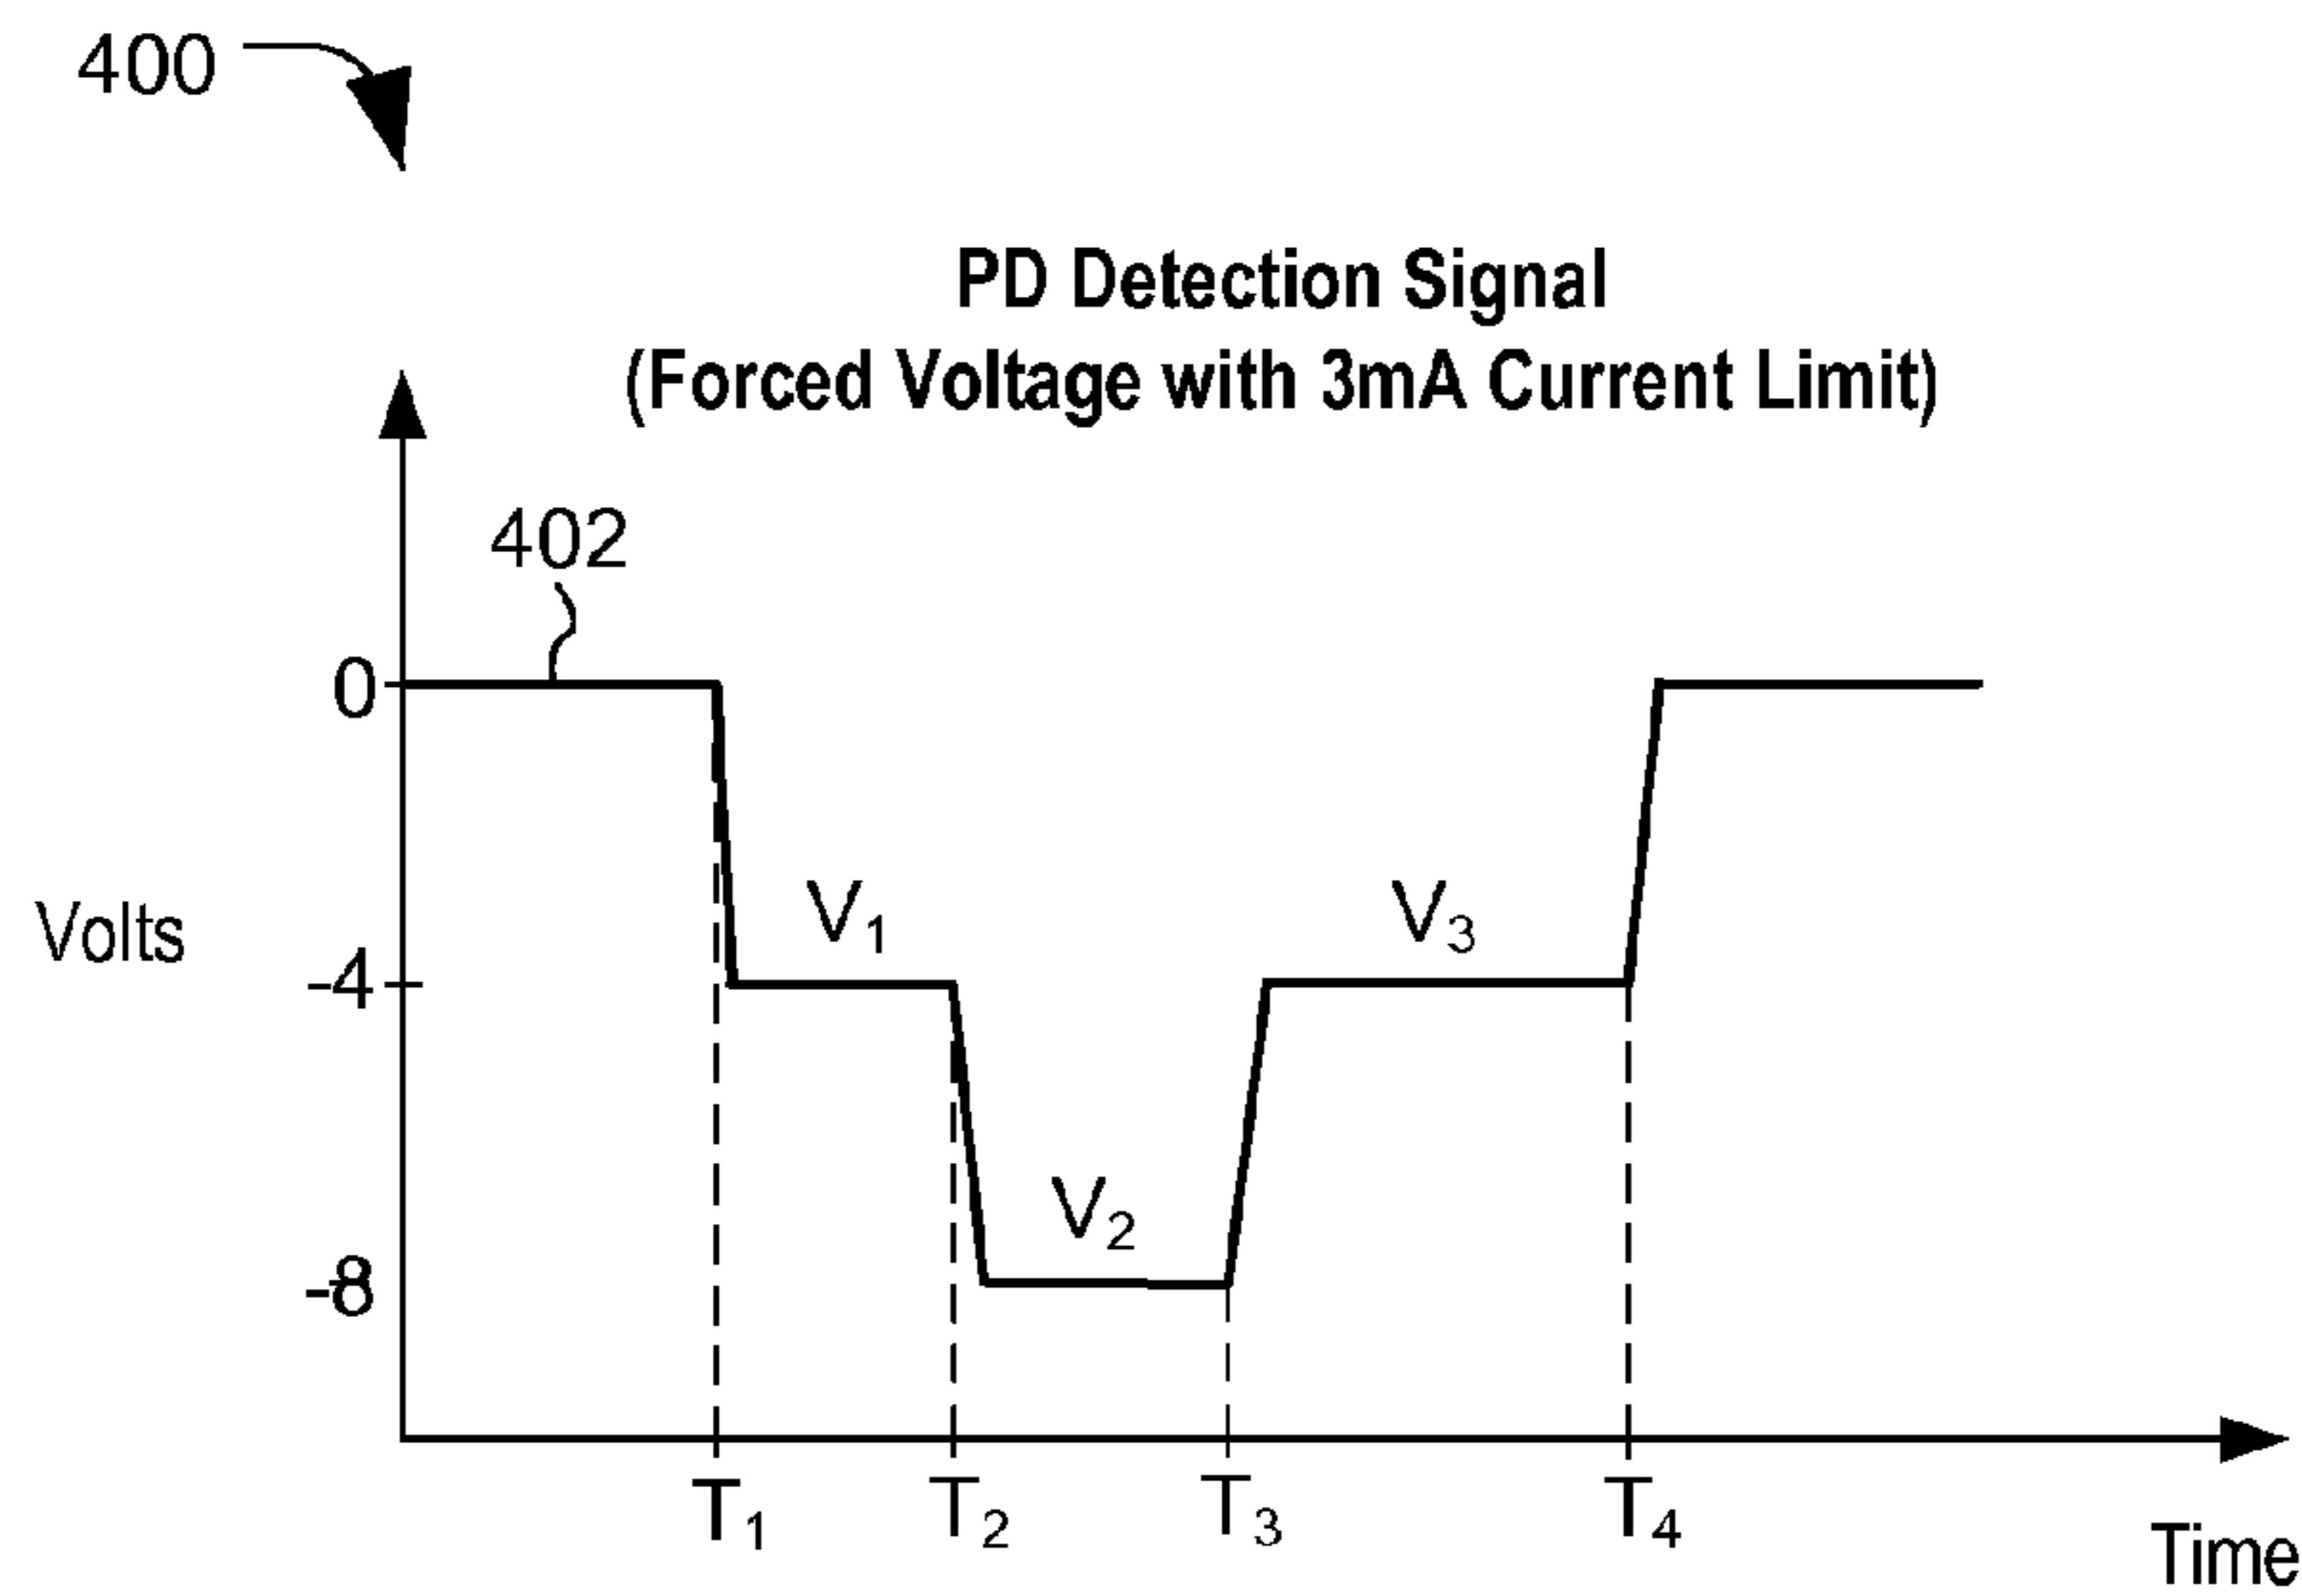 400
PD Detection Signal
(Forced Voltage with 3mA Current Limit)
402
0
V1
V3
Volts
-4
V2
-8
T1
T2
T3
T4
Time